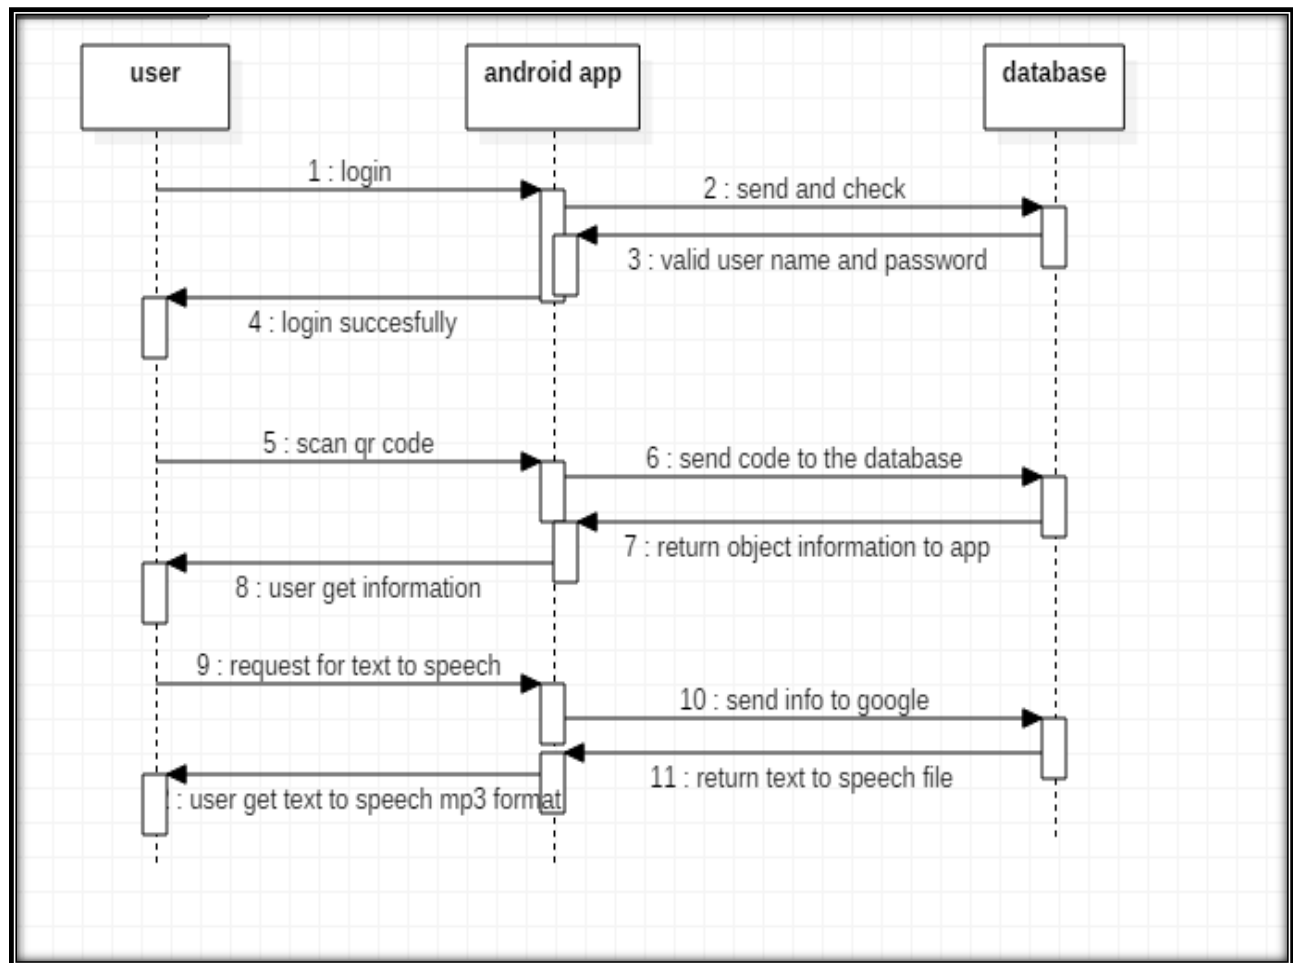 user
android app
database
1 : login
2 : send and check
3 : valid user name and password
4 : login succesfully
5 : scan qr code
6 : send code to the database
7 : return object information to app
8 : user get information
9 : request for text to speech
10 : send info to google
11 : return text to speech file
: user get text to speech mp3 format